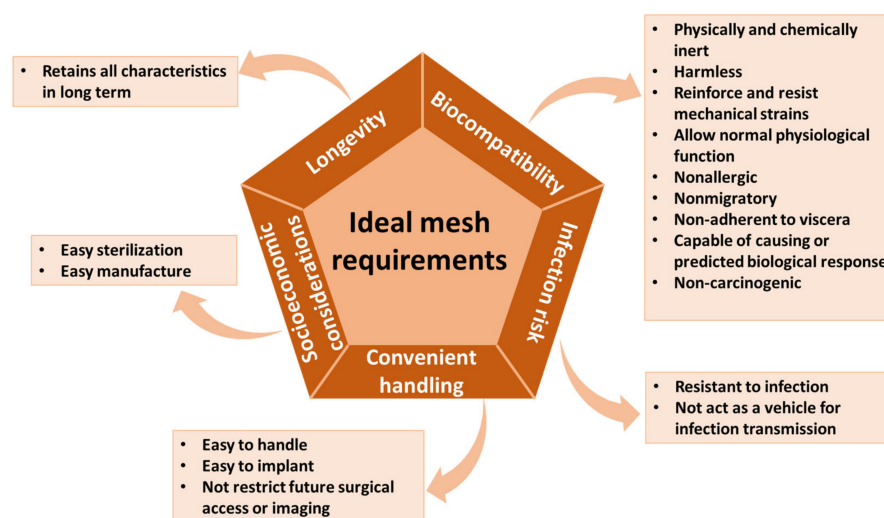 • Retains all characteristics
in long term
Longevity
Biocompatibility
• Physically and chemically
inert
• Harmless
• Reinforce and resist
mechanical strains
• Allow normal physiological
function
• Nonallergic
• Nonmigratory
• Non-adherent to viscera
• Capable of causing or
predicted biological response
• Non-carcinogenic
Ideal mesh
requirements
• Easy sterilization
• Easy manufacture
Socioeconomic
considerations
Infection risk
Convenient
handling
• Resistant to infection
• Not act as a vehicle for
infection transmission
• Easy to handle
• Easy to implant
• Not restrict future surgical
access or imaging